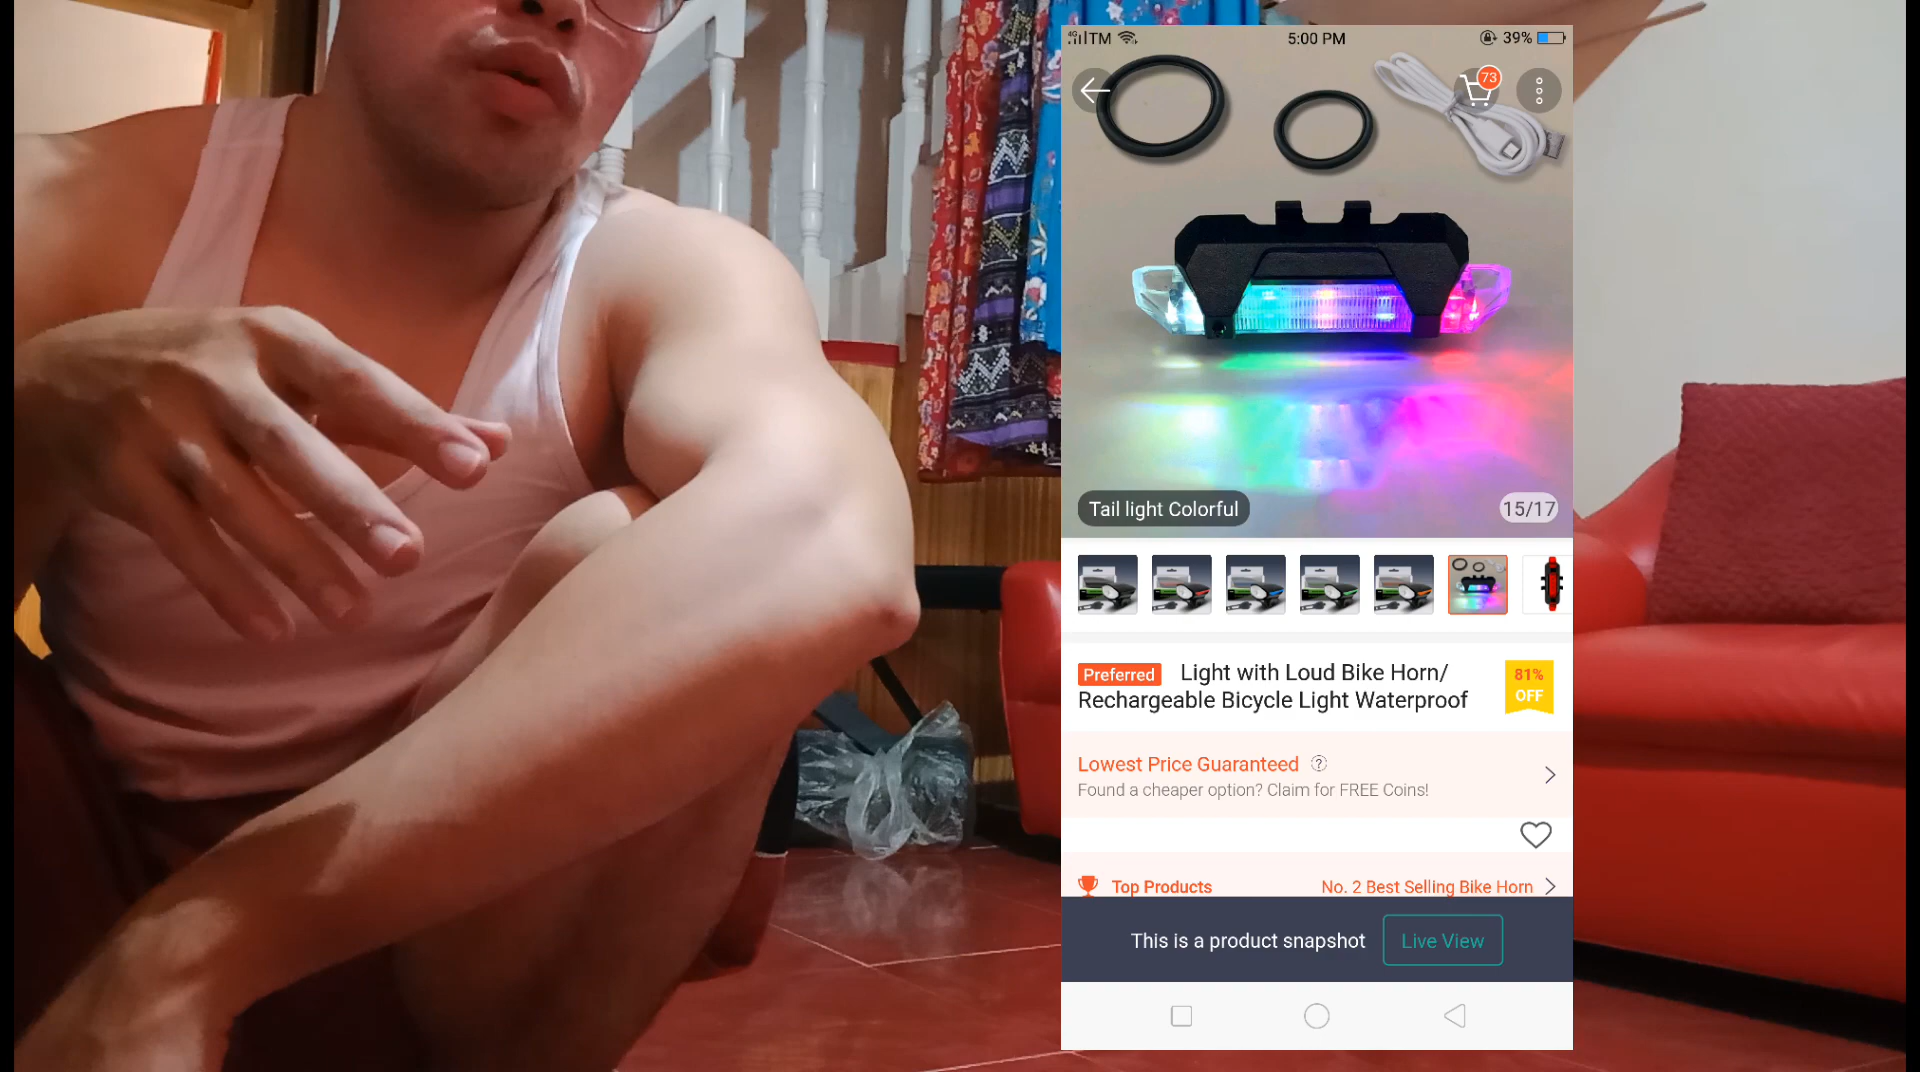 4G TM 5:00 PM 39%
73
Tail light Colorful 15/17
Preferred Light with Loud Bike Horn/
Rechargeable Bicycle Light Waterproof
81%
OFF
Lowest Price Guaranteed ?
Found a cheaper option? Claim for FREE Coins!
Top Products No. 2 Best Selling Bike Horn
This is a product snapshot Live View